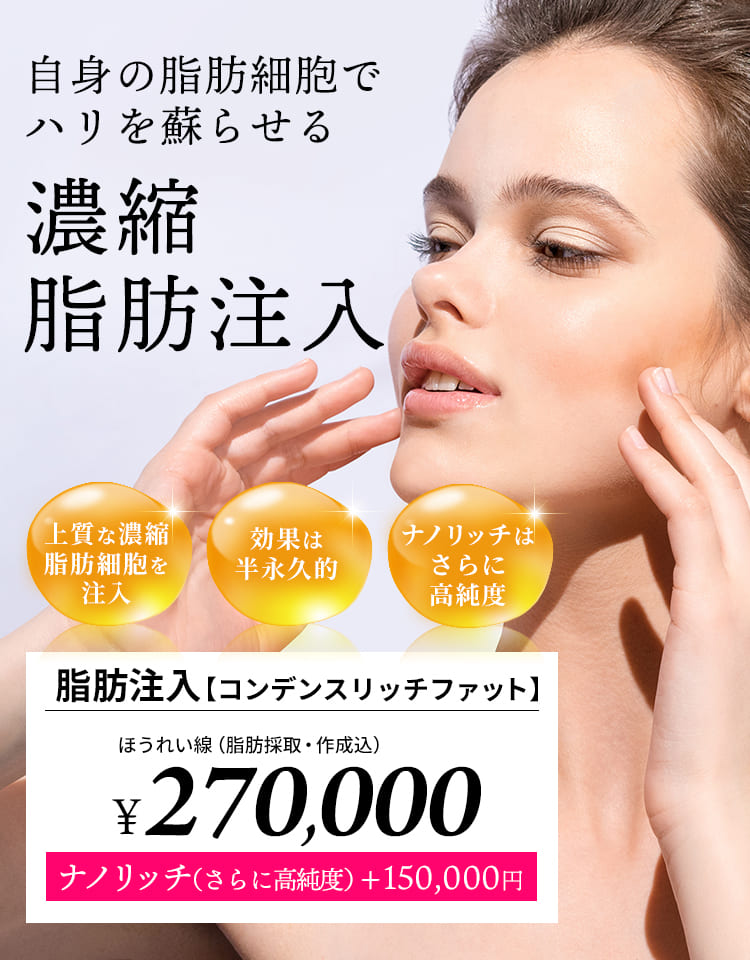 自身の脂肪細胞で
ハリを蘇らせる
濃縮
脂肪注入
上質な濃縮
脂肪細胞を
注入
効果は
半永久的
ナノリッチは
さらに
高純度
脂肪注入【コンデンスリッチファット】
ほうれい線（脂肪採取・作成込）
¥270,000
ナノリッチ（さらに高純度）+150,000円